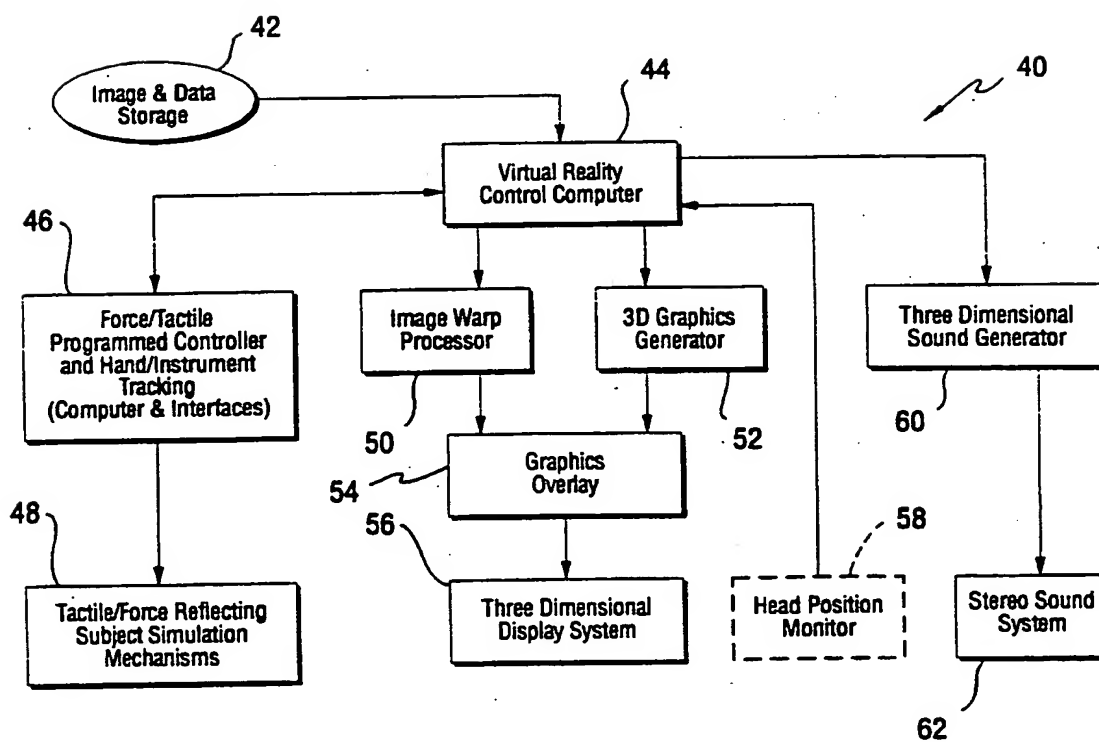 42
Image & Data
Storage
44
40
Virtual Reality
Control Computer
46
Force/Tactile
Programmed Controller
and Hand/Instrument
Tracking
(Computer & Interfaces)
Image Warp
Processor
50
3D Graphics
Generator
52
Three Dimensional
Sound Generator
60
54
Graphics
Overlay
48
Tactile/Force Reflecting
Subject Simulation
Mechanisms
56
Three Dimensional
Display System
58
Head Position
Monitor
Stereo Sound
System
62